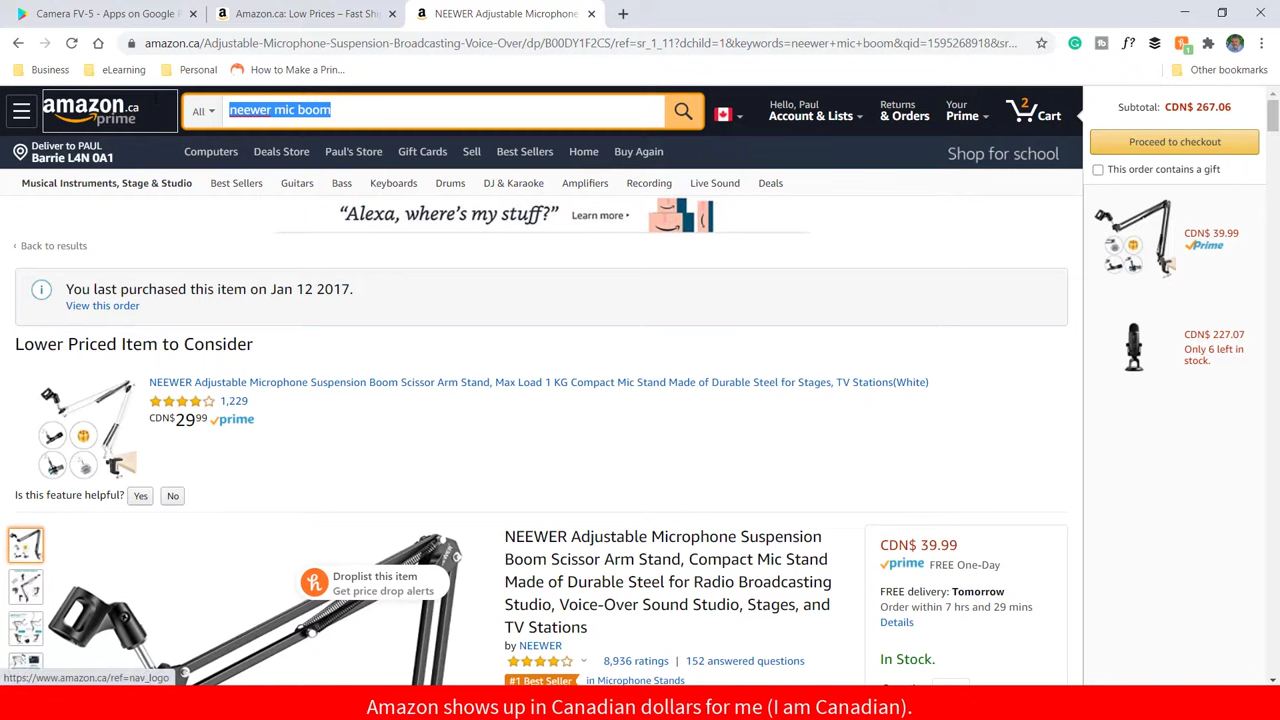 Camera FV-5 - Apps on Google P
Amazon.ca: Low Prices – Fast Shi
NEEWER Adjustable Microphone
amazon.ca/Adjustable-Microphone-Suspension-Broadcasting-Voice-Over/dp/B00DY1F2CS/ref=sr_1_11?dchild=1&keywords=neewer+mic+boom&qid=1595268918&sr...
Business
eLearning
Personal
How to Make a Prin...
Other bookmarks
amazon.ca
prime
All
neewer mic boom
Hello, Paul
Account & Lists
Returns
& Orders
Your
Prime
2
Cart
Deliver to PAUL
Barrie L4N 0A1
Computers
Deals Store
Paul's Store
Gift Cards
Sell
Best Sellers
Home
Buy Again
Shop for school
Musical Instruments, Stage & Studio
Best Sellers
Guitars
Bass
Keyboards
Drums
DJ & Karaoke
Amplifiers
Recording
Live Sound
Deals
“Alexa, where’s my stuff?”
Learn more
‹ Back to results
You last purchased this item on Jan 12 2017.
View this order
Lower Priced Item to Consider
NEEWER Adjustable Microphone Suspension Boom Scissor Arm Stand, Max Load 1 KG Compact Mic Stand Made of Durable Steel for Stages, TV Stations(White)
1,229
CDN$ 29 99 prime
Is this feature helpful?
Yes
No
Droplist this item
Get price drop alerts
NEEWER Adjustable Microphone Suspension
Boom Scissor Arm Stand, Compact Mic Stand
Made of Durable Steel for Radio Broadcasting
Studio, Voice-Over Sound Studio, Stages, and
TV Stations
by NEEWER
8,936 ratings | 152 answered questions
#1 Best Seller in Microphone Stands
CDN$ 39.99
prime FREE One-Day
FREE delivery: Tomorrow
Order within 7 hrs and 29 mins
Details
In Stock.
Subtotal: CDN$ 267.06
Proceed to checkout
This order contains a gift
CDN$ 39.99
Prime
CDN$ 227.07
Only 6 left in
stock.
https://www.amazon.ca/ref=nav_logo
Amazon shows up in Canadian dollars for me (I am Canadian).